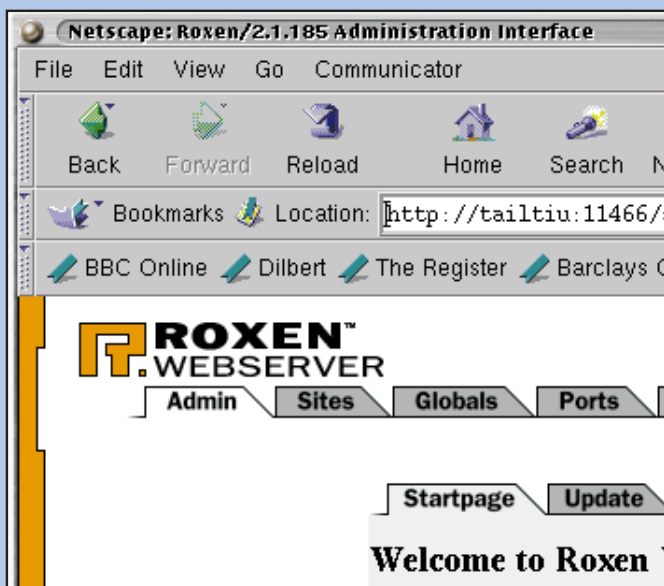 Netscape: Roxen/2.1.185 Administration Interface
File Edit View Go Communicator
Back Forward Reload Home Search N
Bookmarks Location: http://tailtiu:11466/
BBC Online Dilbert The Register Barclays
ROXEN™
WEBSERVER
Admin Sites Globals Ports
Startpage Update
Welcome to Roxen